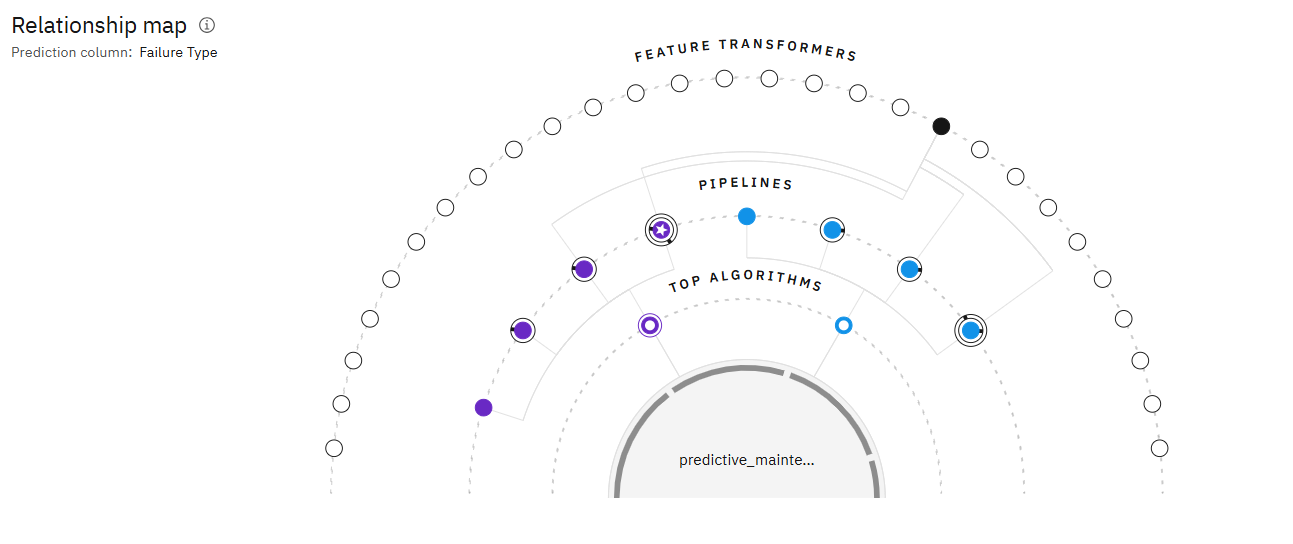 Relationship map
Prediction column: Failure Type
FEATURE TRANSFORMERS
PIPELINES
TOP ALGORITHMS
predictive_mainte...